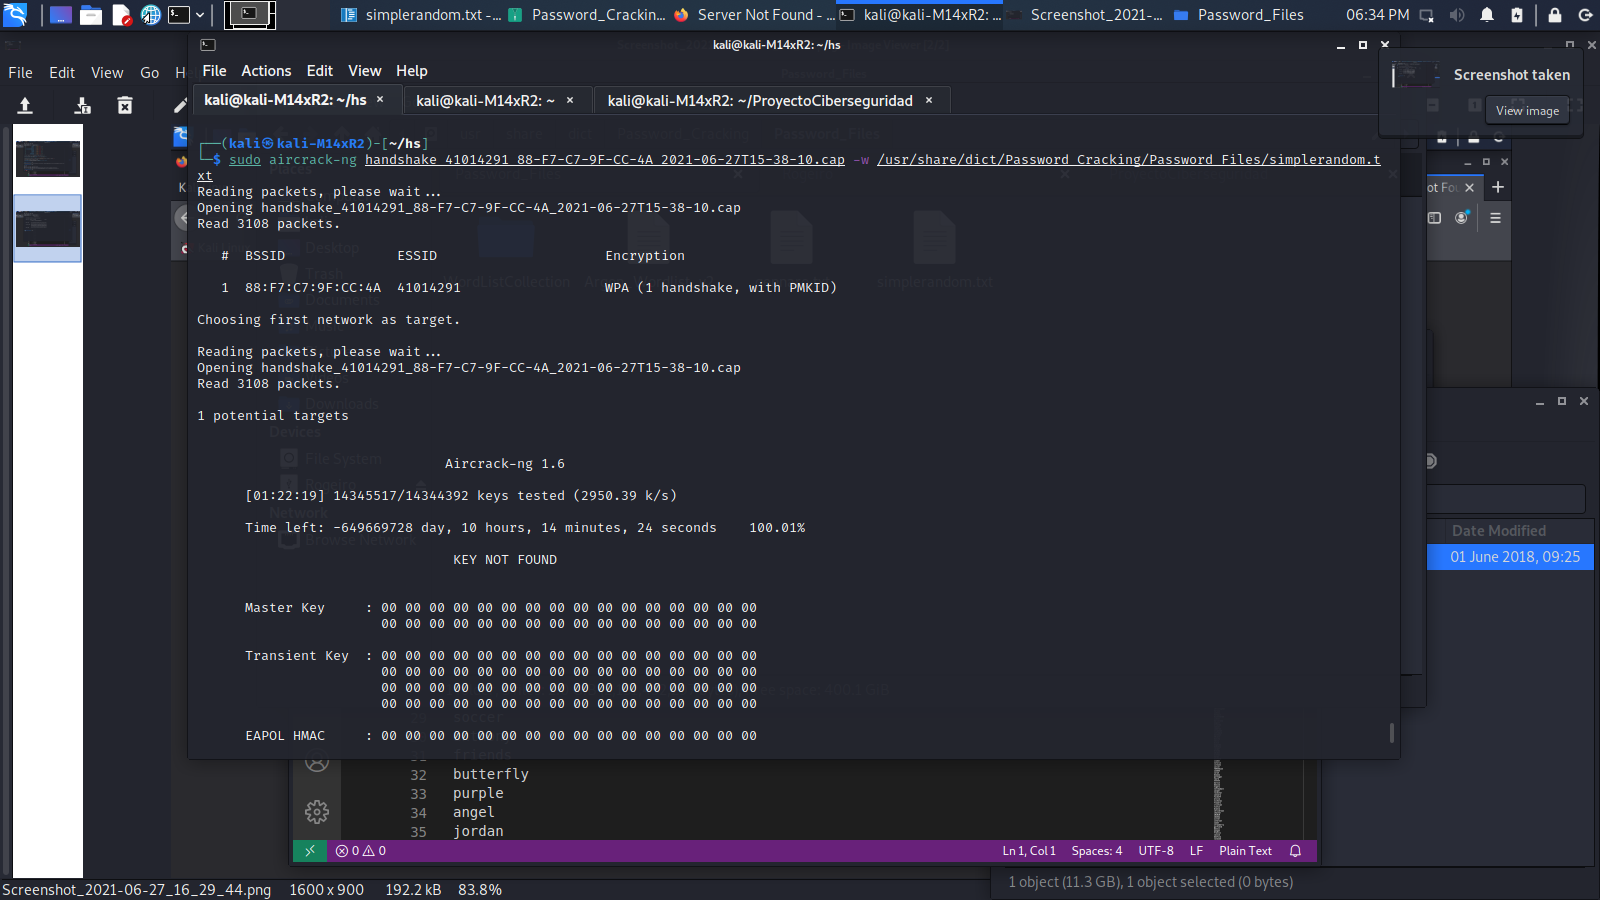 simplerandom.txt -...
Password_Crackin...
Server Not Found - ...
kali@kali-M14xR2: ...
Screenshot_2021-...
Password_Files
06:34 PM
kali@kali-M14xR2: ~/hs
File Edit View Go H
File Actions Edit View Help
Screenshot taken
View image
kali@kali-M14xR2: ~/hs ×
kali@kali-M14xR2: ~ ×
kali@kali-M14xR2: ~/ProyectoCiberseguridad ×
┌──(kali㉿kali-M14xR2)-[~/hs]
└─$ sudo aircrack-ng handshake_41014291_88-F7-C7-9F-CC-4A_2021-06-27T15-38-10.cap -w /usr/share/dict/Password_Cracking/Password_Files/simplerandom.t
xt
Reading packets, please wait...
Opening handshake_41014291_88-F7-C7-9F-CC-4A_2021-06-27T15-38-10.cap
Read 3108 packets.
# BSSID ESSID Encryption
1 88:F7:C7:9F:CC:4A 41014291 WPA (1 handshake, with PMKID)
Choosing first network as target.
Reading packets, please wait...
Opening handshake_41014291_88-F7-C7-9F-CC-4A_2021-06-27T15-38-10.cap
Read 3108 packets.
1 potential targets
Aircrack-ng 1.6
[01:22:19] 14345517/14344392 keys tested (2950.39 k/s)
Time left: -649669728 day, 10 hours, 14 minutes, 24 seconds 100.01%
KEY NOT FOUND
Master Key : 00 00 00 00 00 00 00 00 00 00 00 00 00 00 00 00
00 00 00 00 00 00 00 00 00 00 00 00 00 00 00 00
Transient Key : 00 00 00 00 00 00 00 00 00 00 00 00 00 00 00 00
00 00 00 00 00 00 00 00 00 00 00 00 00 00 00 00
00 00 00 00 00 00 00 00 00 00 00 00 00 00 00 00
00 00 00 00 00 00 00 00 00 00 00 00 00 00 00 00
EAPOL HMAC : 00 00 00 00 00 00 00 00 00 00 00 00 00 00 00 00
Places
Desktop
Trash
Documents
Downloads
Devices
File System
Network
Browse Network
simplerandom.txt
ot Fou
Date Modified
01 June 2018, 09:25
soccer
friends
32 butterfly
33 purple
34 angel
35 jordan
0 0
Ln 1, Col 1 Spaces: 4 UTF-8 LF Plain Text
1 object (11.3 GB), 1 object selected (0 bytes)
Screenshot_2021-06-27_16_29_44.png 1600 x 900 192.2 kB 83.8%